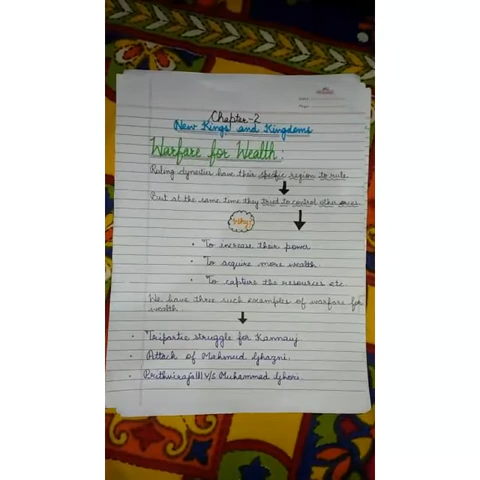 Chapter-2
New Kings and Kingdoms
Warfare for Wealth:
Ruling dynasties have their specific region to rule.
But at the same time they tried to control other areas
Why?
• To increase their power
• To acquire more wealth.
• To capture the resources etc.
We have three such examples of warfare for
wealth
• Tripartite struggle for Kannauj
• Attack of Mahmud Ghazni.
• Prithviraj III V/S Muhammed Ghori.